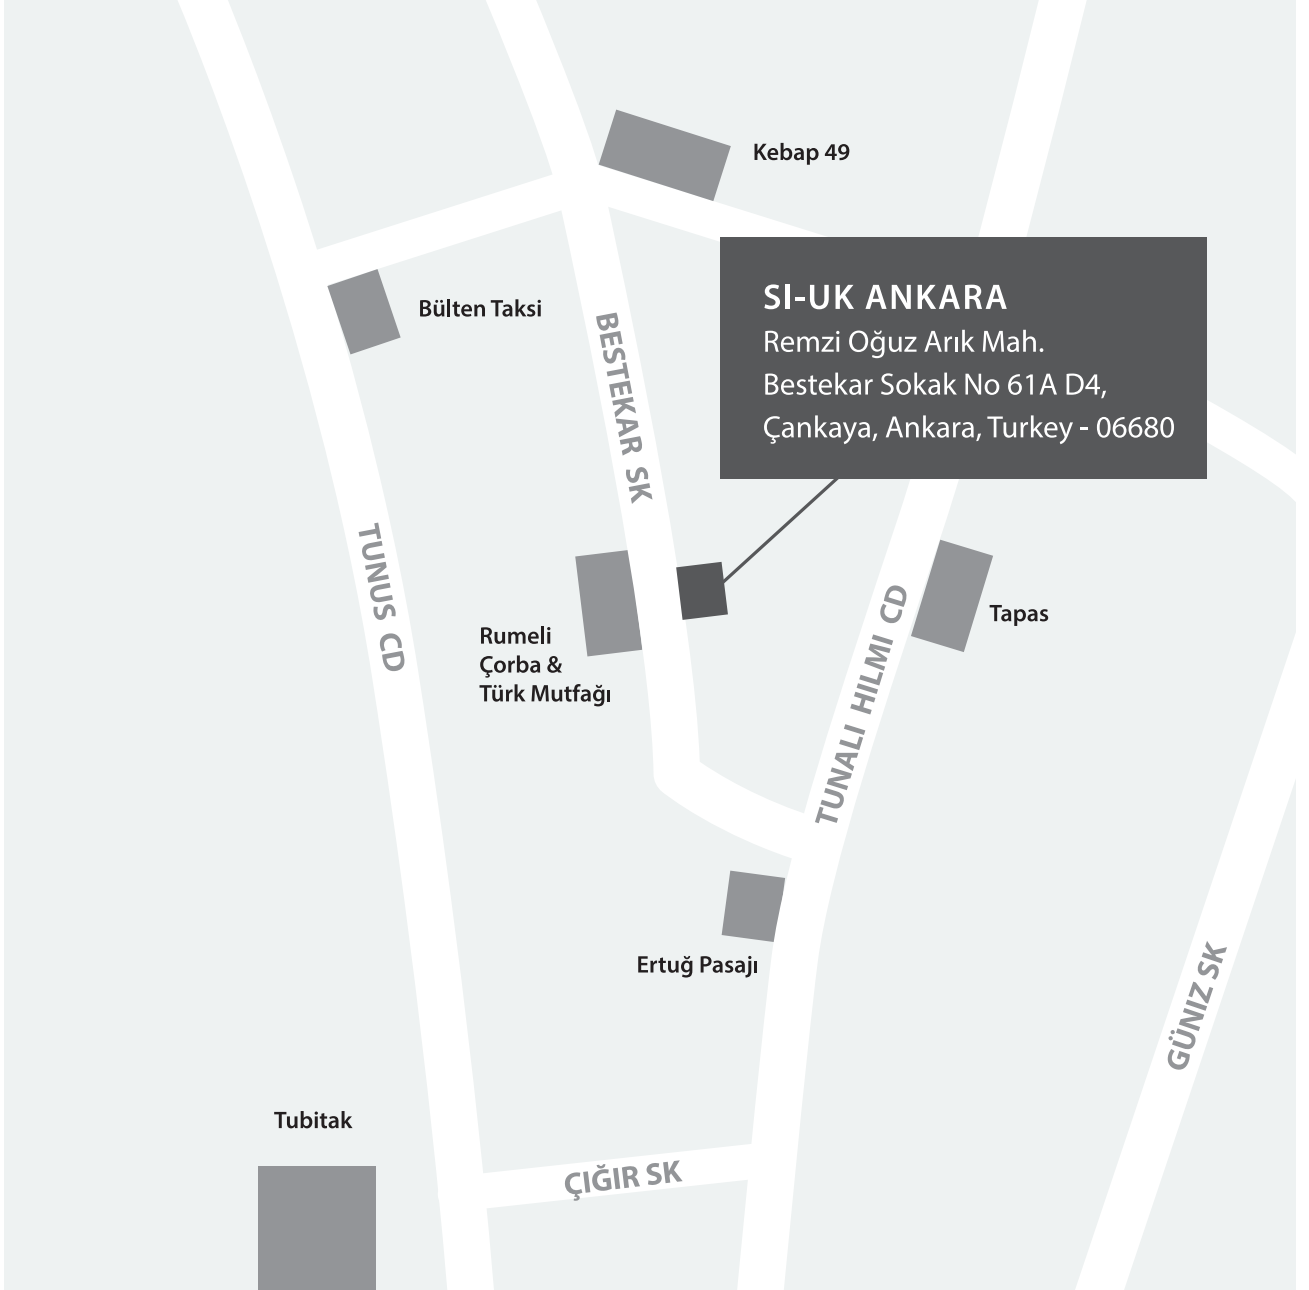 Kebap 49
SI-UK ANKARA
Remzi Oğuz Arık Mah.
Bestekar Sokak No 61A D4,
Çankaya, Ankara, Turkey - 06680
Bülten Taksi
BESTEKAR SK
TUNUS CD
Rumeli
Çorba &
Türk Mutfağı
TUNALI HILMI CD
Tapas
Ertuğ Pasajı
GÜNIZ SK
Tubitak
ÇIĞIR SK